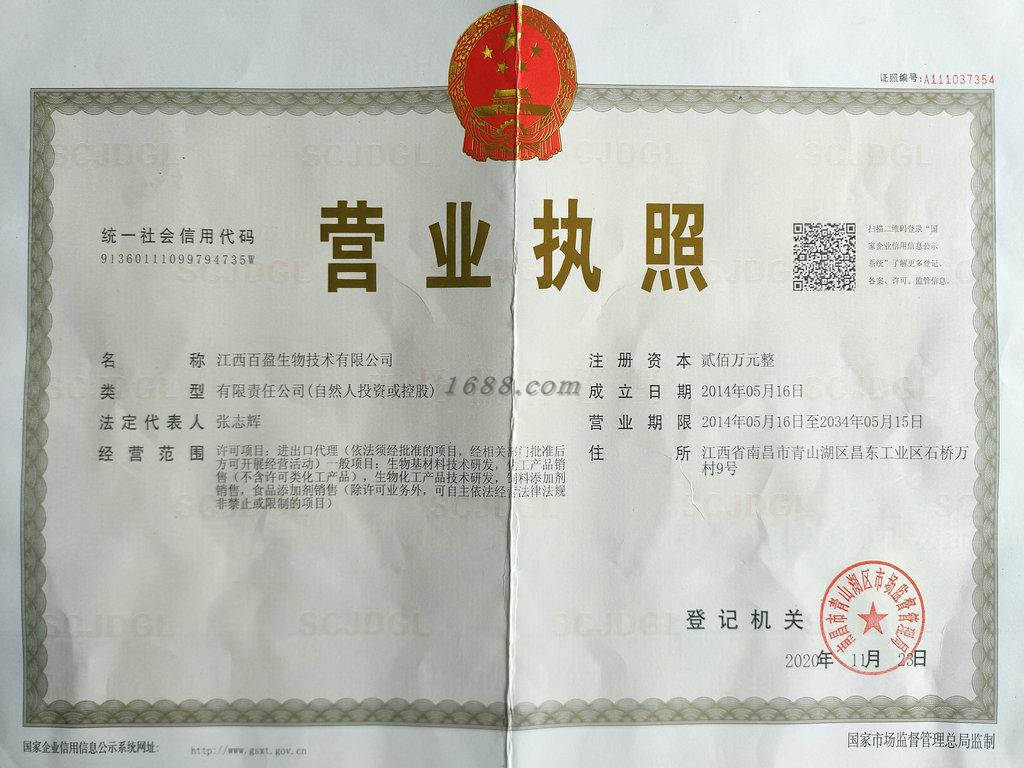 证照编号:A111037354
营业执照
统一社会信用代码
91360111099794735W
扫描二维码登录“国
家企业信用信息公示
系统”了解更多登记、
备案、许可、监管信息。
名称 江西百盈生物技术有限公司
类型 有限责任公司(自然人投资或控股)
法定代表人 张志辉
经营范围 许可项目：进出口代理（依法须经批准的项目，经相关部门批准后
方可开展经营活动）一般项目：生物基材料技术研发，化工产品销
售（不含许可类化工产品），生物化工产品技术研发，饲料添加剂
销售，食品添加剂销售（除许可业务外，可自主依法经营法律法规
非禁止或限制的项目）
注册资本 贰佰万元整
成立日期 2014年05月16日
营业期限 2014年05月16日至2034年05月15日
住所 江西省南昌市青山湖区昌东工业区石桥万
村9号
1688.com
登记机关
南昌市青山湖区市场监督管理局
2020年 11月 23日
国家企业信用信息公示系统网址: http://www.gsxt.gov.cn
国家市场监督管理总局监制
SCJDGL